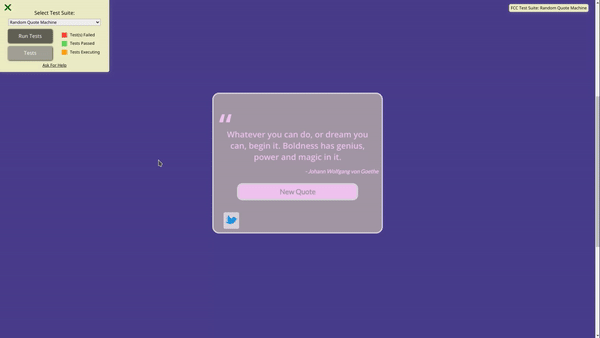 Select Test Suite:
Random Quote Machine
Run Tests
Tests
Test(s) Failed
Tests Passed
Tests Executing
Ask For Help
FCC Test Suite: Random Quote Machine
"
Whatever you can do, or dream you
can, begin it. Boldness has genius,
power and magic in it.
- Johann Wolfgang von Goethe
New Quote